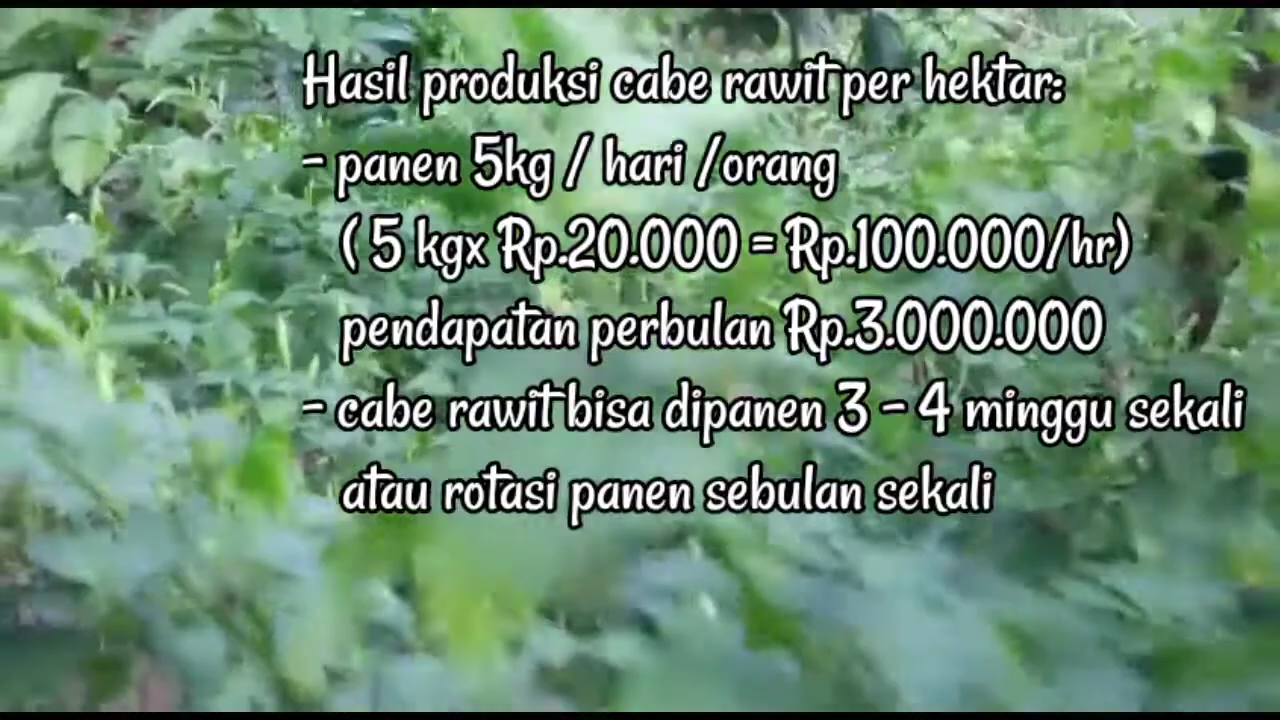 Hasil produksi cabe rawit per hektar:
- panen 5kg / hari /orang
( 5 kgx Rp.20.000 = Rp.100.000/hr)
pendapatan perbulan Rp.3.000.000
- cabe rawit bisa dipanen 3 - 4 minggu sekali
atau rotasi panen sebulan sekali